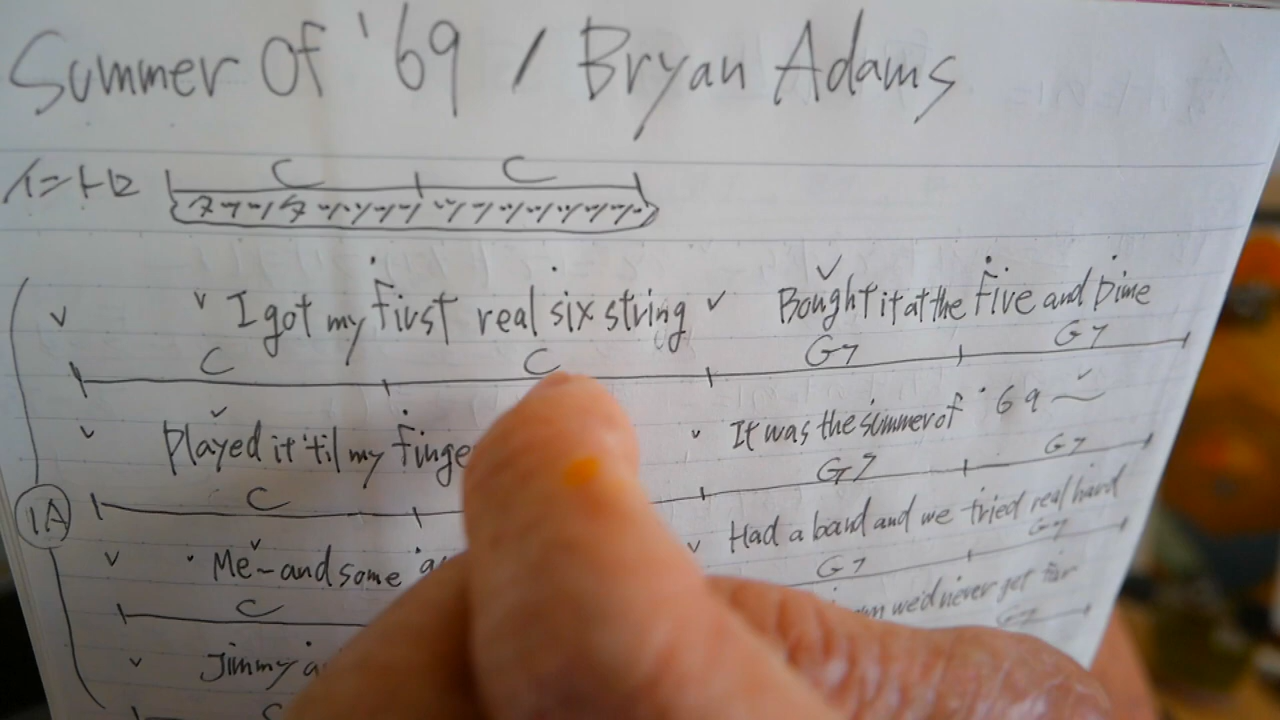 Summer Of '69 / Bryan Adams
イントロ C C
I got my first real six string Bought it at the Five and Dime
C C G7 G7
Played it 'til my finge It was the summer of '69
C G7 G7
1A
Me~ and some Had a band and we tried real hard
C G7 G7
Jimmy we'd never get far
G7